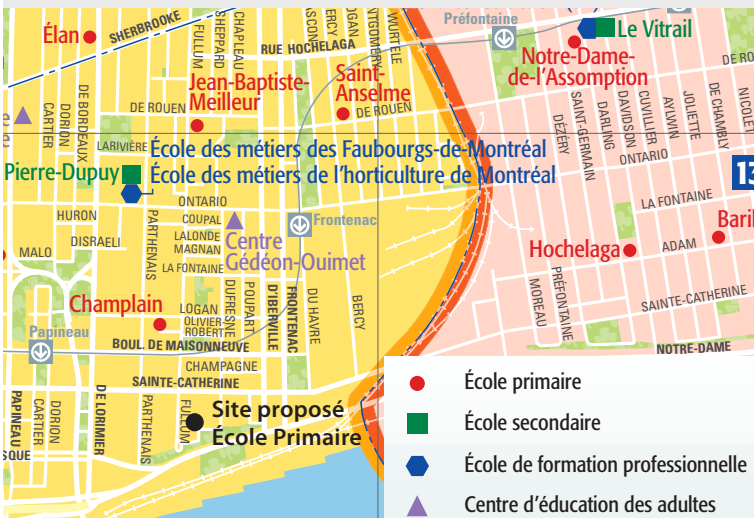 Élan
SHERBROOKE
FULLUM
SHEPPARD
CHAPLEAU
RUE HOCHELAGA
WURTELE
Préfontaine
Le Vitrail
Notre-Dame-
de-l'Assomption
Jean-Baptiste-
Meilleur
Saint-
Anselme
DE ROUEN
DE ROUEN
CARTIER
DORION
DE BORDEAUX
LARIVIÈRE
École des métiers des Faubourgs-de-Montréal
Pierre-Dupuy
École des métiers de l'horticulture de Montréal
DÉZÉRY
SAINT-GERMAIN
DARLING
DAVIDSON
CUVILLIER
AYLWIN
JOLIETTE
DE CHAMBLY
NICOLE
ONTARIO
13
LA FONTAINE
HURON
DISRAELI
MALO
PARTHENAIS
ONTARIO
COUPAL
LALONDE
MAGNAN
LA FONTAINE
Centre
Gédéon-Ouimet
Frontenac
Hochelaga
Baril
ADAM
SAINTE-CATHERINE
MOREAU
PRÉFONTAINE
NOTRE-DAME
Champlain
LOGAN
OLIVIER-
ROBERT
DUFRESNE
POUPART
D'IBERVILLE
FRONTENAC
DU HAVRE
BERCY
Papineau
BOUL. DE MAISONNEUVE
CHAMPAGNE
SAINTE-CATHERINE
PAPINEAU
CARTIER
DORION
DE LORIMIER
PARTHENAIS
FULLUM
Site proposé
École Primaire
École primaire
École secondaire
École de formation professionnelle
Centre d'éducation des adultes